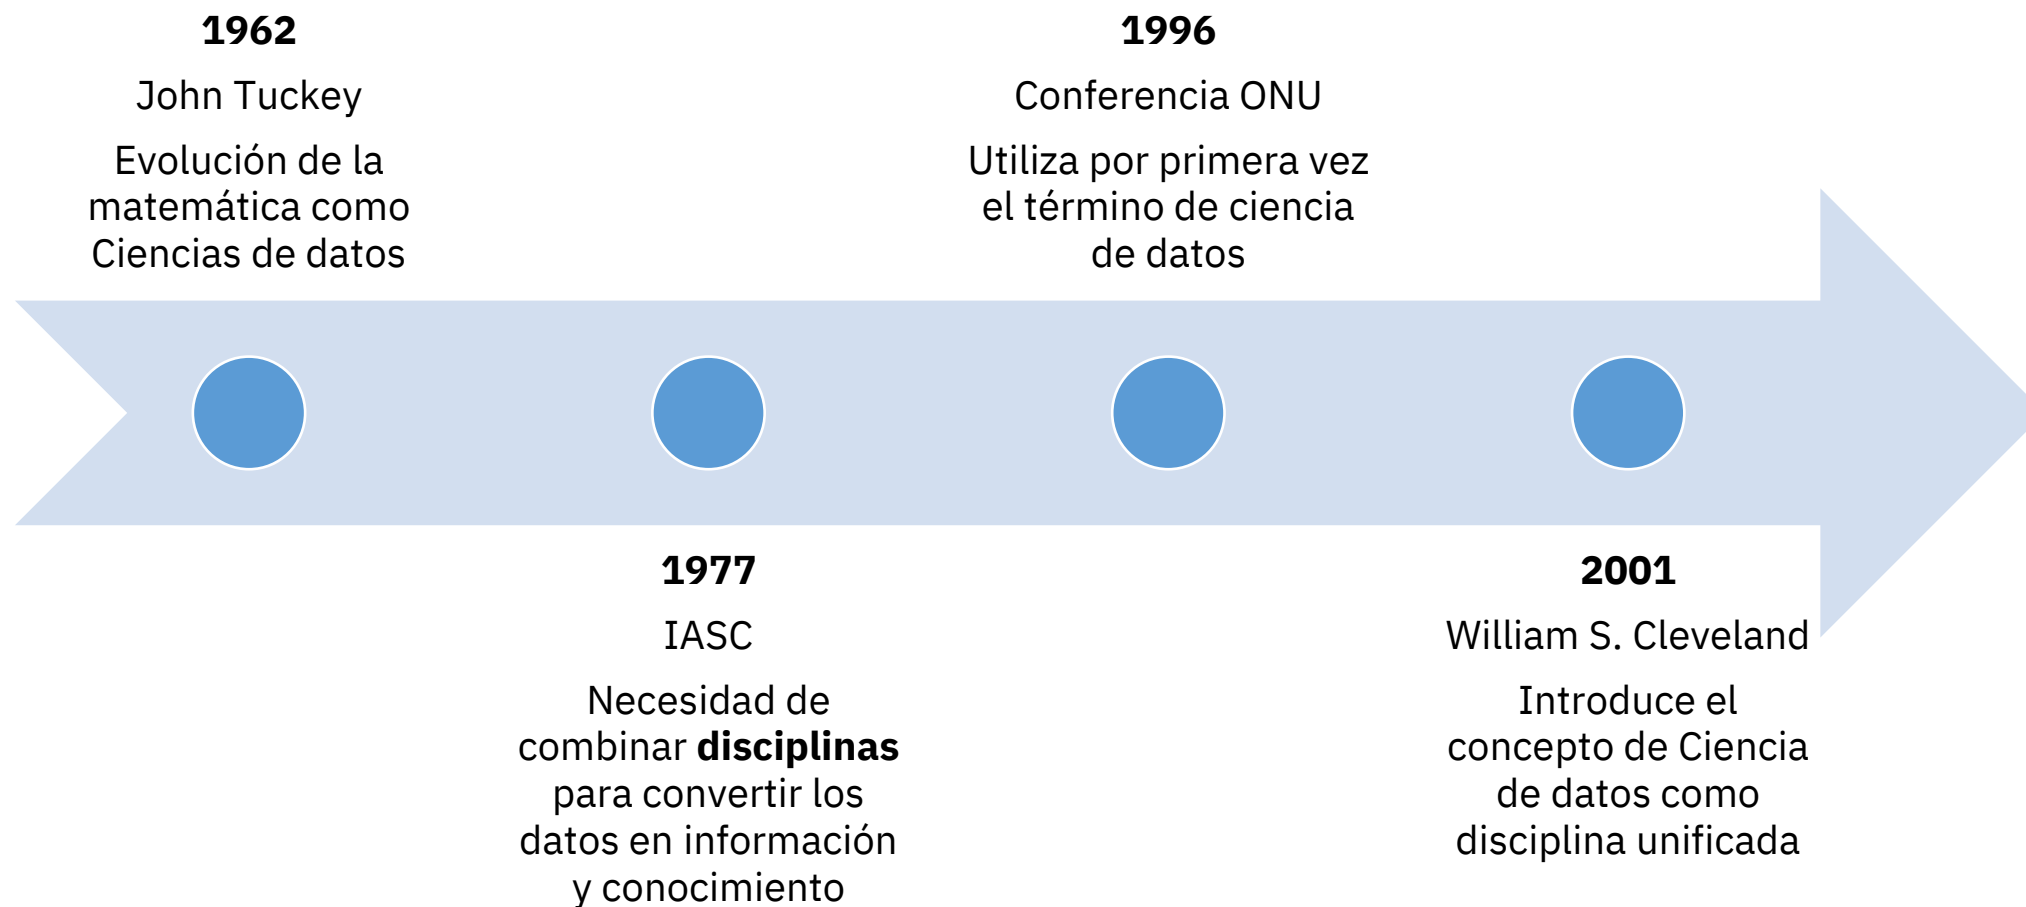 1962
John Tuckey
Evolución de la
matemática como
Ciencias de datos
1977
IASC
Necesidad de
combinar disciplinas
para convertir los
datos en información
y conocimiento
1996
Conferencia ONU
Utiliza por primera vez
el término de ciencia
de datos
2001
William S. Cleveland
Introduce el
concepto de Ciencia
de datos como
disciplina unificada